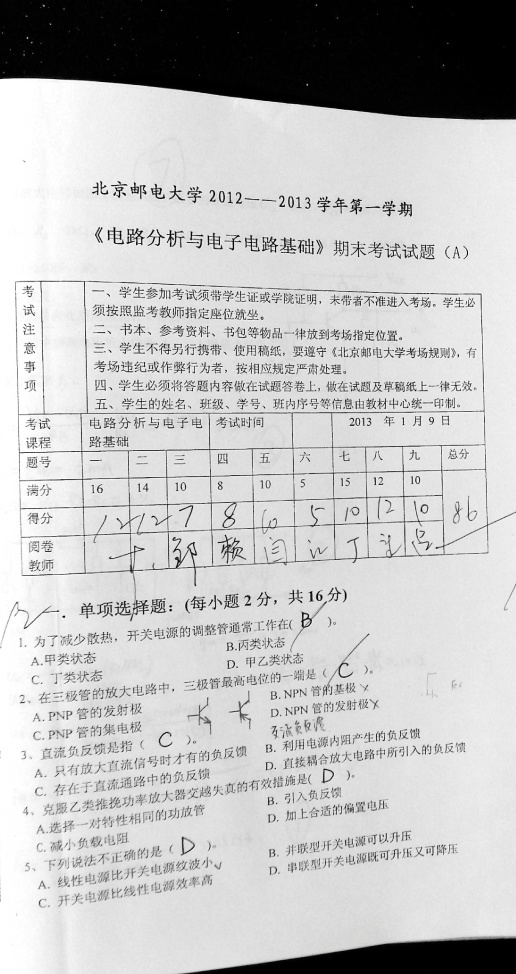 北京邮电大学2012——2013学年第一学期
《电路分析与电子电路基础》期末考试试题（A）
考试注意事项
一、学生参加考试须带学生证或学院证明，未带者不准进入考场。学生必
须按照监考教师指定座位就坐。
二、书本、参考资料、书包等物品一律放到考场指定位置。
三、学生不得另行携带、使用稿纸，要遵守《北京邮电大学考场规则》，有
考场违纪或作弊行为者，按相应规定严肃处理。
四、学生必须将答题内容做在试题答卷上，做在试题及草稿纸上一律无效。
五、学生的姓名、班级、学号、班内序号等信息由教材中心统一印制。
考试课程 电路分析与电子电路基础 考试时间 2013 年 1 月 9 日
题号 一 二 三 四 五 六 七 八 九 总分
满分 16 14 10 8 10 5 15 12 10
得分 12 12 7 8 10 5 10 12 10 86
阅卷教师 邹 赖 闫 江 丁
12 一．单项选择题：(每小题 2 分，共 16 分)
1. 为了减少散热，开关电源的调整管通常工作在( B )。
A.甲类状态 B.丙类状态
C. 丁类状态 D. 甲乙类状态
2、在三极管的放大电路中，三极管最高电位的一端是（ C ）。
A. PNP 管的发射极 B. NPN 管的基极 ×
C. PNP 管的集电极 D. NPN 管的发射极 ×
交流负反馈
3、直流负反馈是指（ C ）。
A. 只有放大直流信号时才有的负反馈 B. 利用电源内阻产生的负反馈
C. 存在于直流通路中的负反馈 D. 直接耦合放大电路中所引入的负反馈
4、克服乙类推挽功率放大器交越失真的有效措施是( D )。
A.选择一对特性相同的功放管 B. 引入负反馈
C. 减小负载电阻 D. 加上合适的偏置电压
5、下列说法不正确的是（ D ）。
A. 线性电源比开关电源纹波小√ B. 并联型开关电源可以升压
C. 开关电源比线性电源效率高 D. 串联型开关电源既可升压又可降压